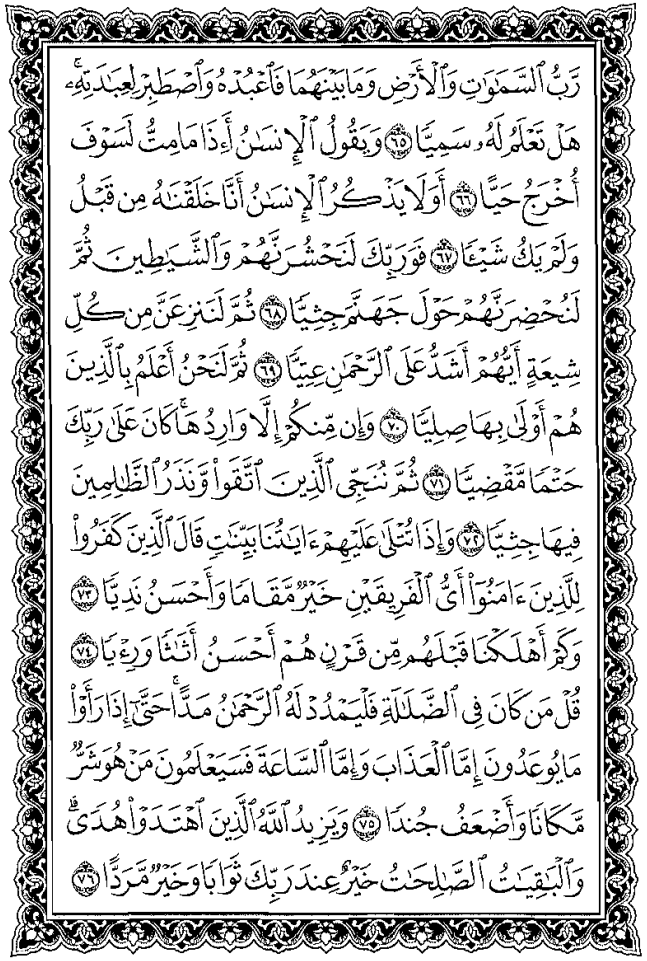 رَّبُّ ٱلسَّمَٰوَٰتِ وَٱلْأَرْضِ وَمَا بَيْنَهُمَا فَٱعْبُدْهُ وَٱصْطَبِرْ لِعِبَٰدَتِهِۦۚ
هَلْ تَعْلَمُ لَهُۥ سَمِيًّا ٦٥ وَيَقُولُ ٱلْإِنسَٰنُ أَءِذَا مَا مِتُّ لَسَوْفَ
أُخْرَجُ حَيًّا ٦٦ أَوَلَا يَذْكُرُ ٱلْإِنسَٰنُ أَنَّا خَلَقْنَٰهُ مِن قَبْلُ
وَلَمْ يَكُ شَيْـًٔا ٦٧ فَوَرَبِّكَ لَنَحْشُرَنَّهُمْ وَٱلشَّيَٰطِينَ ثُمَّ
لَنُحْضِرَنَّهُمْ حَوْلَ جَهَنَّمَ جِثِيًّا ٦٨ ثُمَّ لَنَنزِعَنَّ مِن كُلِّ
شِيعَةٍ أَيُّهُمْ أَشَدُّ عَلَى ٱلرَّحْمَٰنِ عِتِيًّا ٦٩ ثُمَّ لَنَحْنُ أَعْلَمُ بِٱلَّذِينَ
هُمْ أَوْلَىٰ بِهَا صِلِيًّا ٧٠ وَإِن مِّنكُمْ إِلَّا وَارِدُهَاۚ كَانَ عَلَىٰ رَبِّكَ
حَتْمًا مَّقْضِيًّا ٧١ ثُمَّ نُنَجِّى ٱلَّذِينَ ٱتَّقَوا۟ وَّنَذَرُ ٱلظَّٰلِمِينَ
فِيهَا جِثِيًّا ٧٢ وَإِذَا تُتْلَىٰ عَلَيْهِمْ ءَايَٰتُنَا بَيِّنَٰتٍ قَالَ ٱلَّذِينَ كَفَرُوا۟
لِلَّذِينَ ءَامَنُوٓا۟ أَىُّ ٱلْفَرِيقَيْنِ خَيْرٌ مَّقَامًا وَأَحْسَنُ نَدِيًّا ٧٣
وَكَمْ أَهْلَكْنَا قَبْلَهُم مِّن قَرْنٍ هُمْ أَحْسَنُ أَثَٰثًا وَرِءْيًا ٧٤
قُلْ مَن كَانَ فِى ٱلضَّلَٰلَةِ فَلْيَمْدُدْ لَهُ ٱلرَّحْمَٰنُ مَدًّاۚ حَتَّىٰٓ إِذَا رَأَوْا۟
مَا يُوعَدُونَ إِمَّا ٱلْعَذَابَ وَإِمَّا ٱلسَّاعَةَ فَسَيَعْلَمُونَ مَنْ هُوَ شَرٌّ
مَّكَانًا وَأَضْعَفُ جُندًا ٧٥ وَيَزِيدُ ٱللَّهُ ٱلَّذِينَ ٱهْتَدَوْا۟ هُدًىۗ
وَٱلْبَٰقِيَٰتُ ٱلصَّٰلِحَٰتُ خَيْرٌ عِندَ رَبِّكَ ثَوَابًا وَخَيْرٌ مَّرَدًّا ٧٦